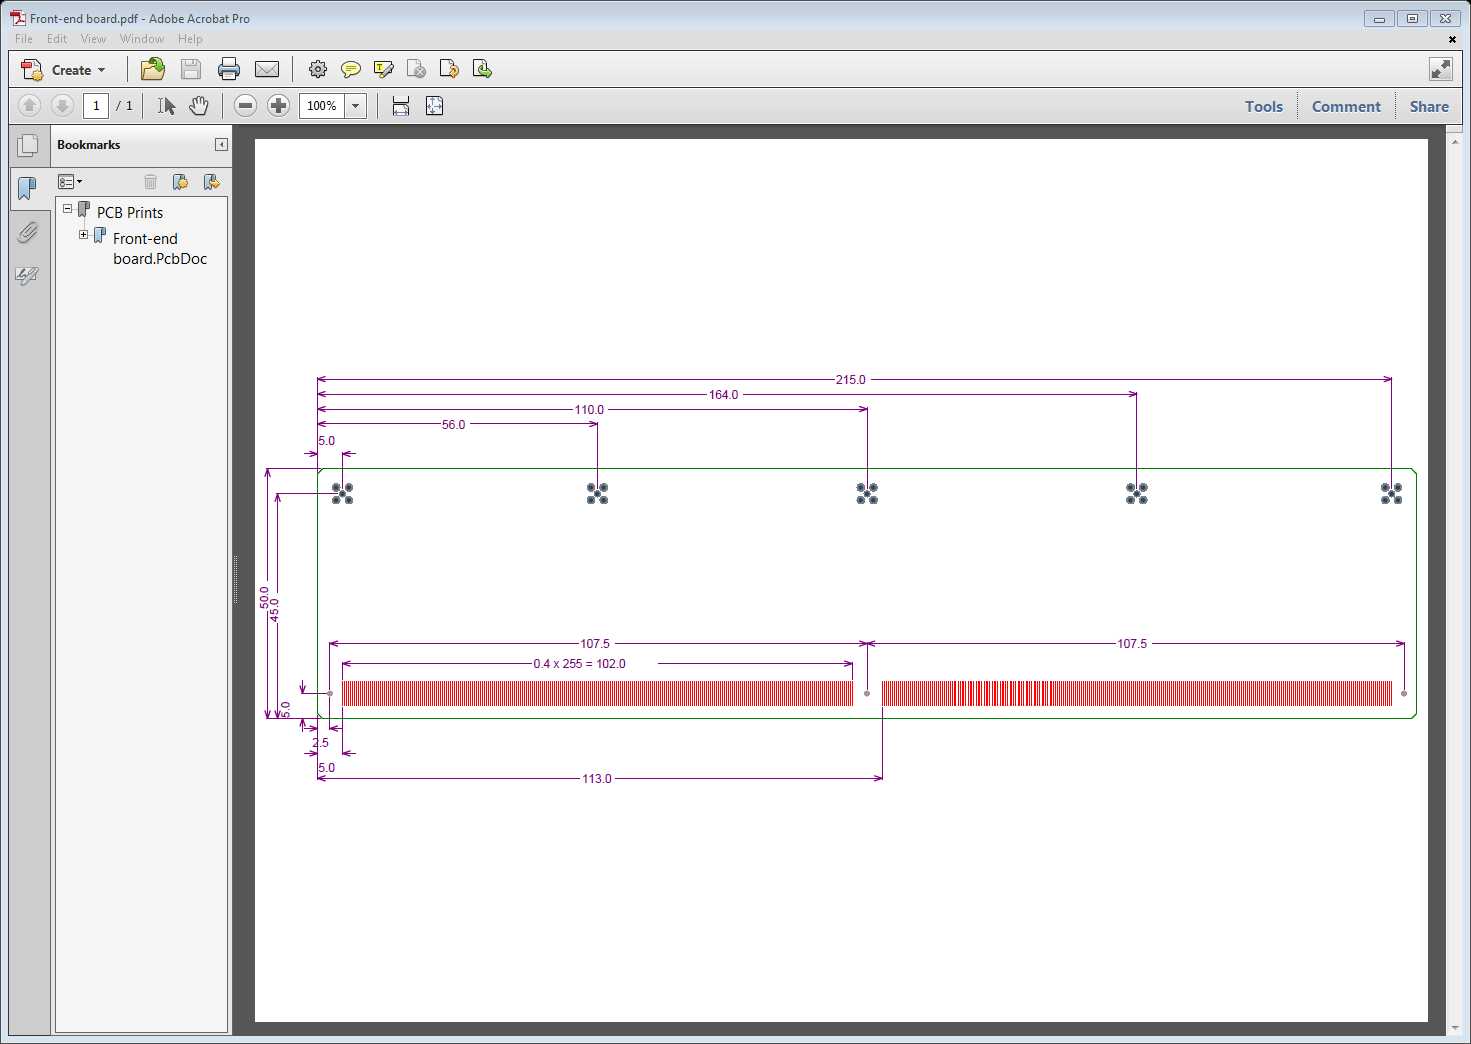 Front-end board.pdf - Adobe Acrobat Pro
File Edit View Window Help
Create
1 / 1
100%
Tools Comment Share
Bookmarks
PCB Prints
Front-end
board.PcbDoc
215.0
164.0
110.0
56.0
5.0
50.0
45.0
107.5
107.5
0.4 x 255 = 102.0
5.0
2.5
5.0
113.0